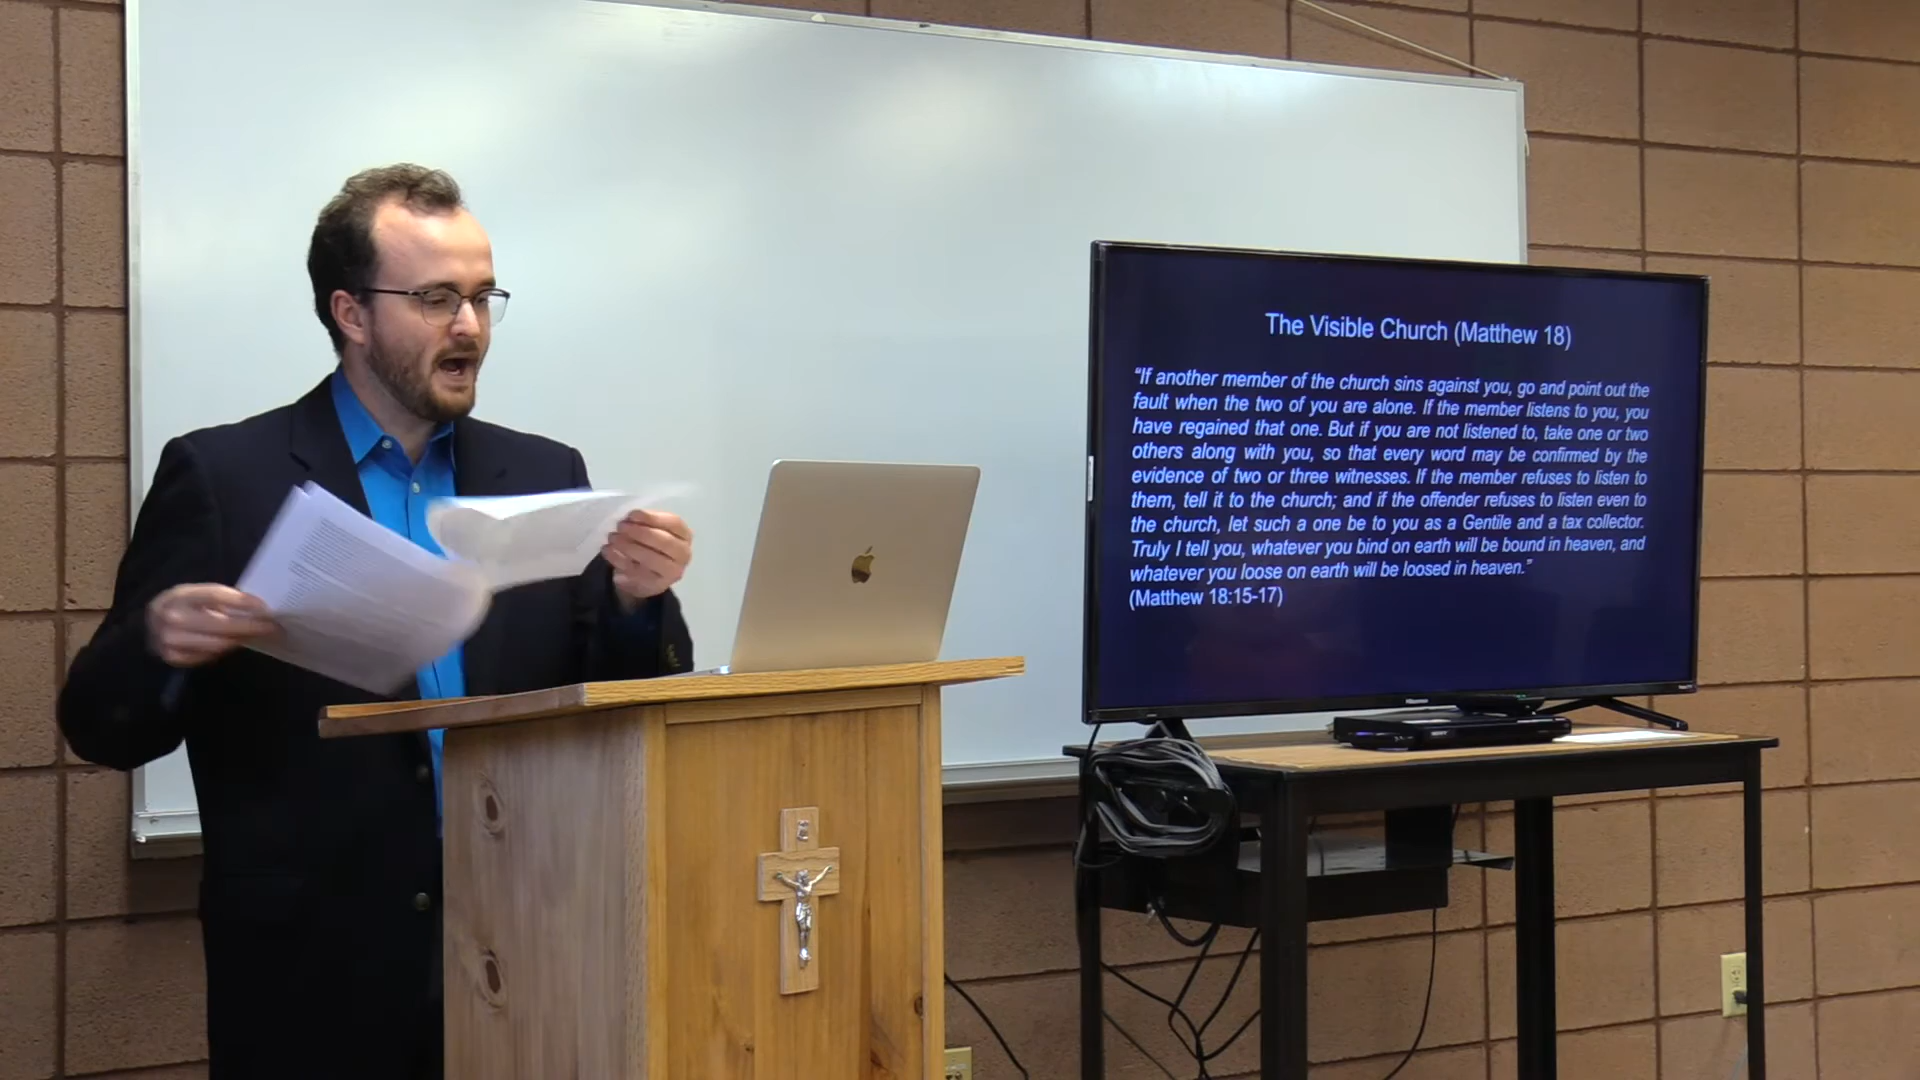 The Visible Church (Matthew 18)
“If another member of the church sins against you, go and point out the
fault when the two of you are alone. If the member listens to you, you
have regained that one. But if you are not listened to, take one or two
others along with you, so that every word may be confirmed by the
evidence of two or three witnesses. If the member refuses to listen to
them, tell it to the church; and if the offender refuses to listen even to
the church, let such a one be to you as a Gentile and a tax collector.
Truly I tell you, whatever you bind on earth will be bound in heaven, and
whatever you loose on earth will be loosed in heaven.”
(Matthew 18:15-17)
Hisense
SONY